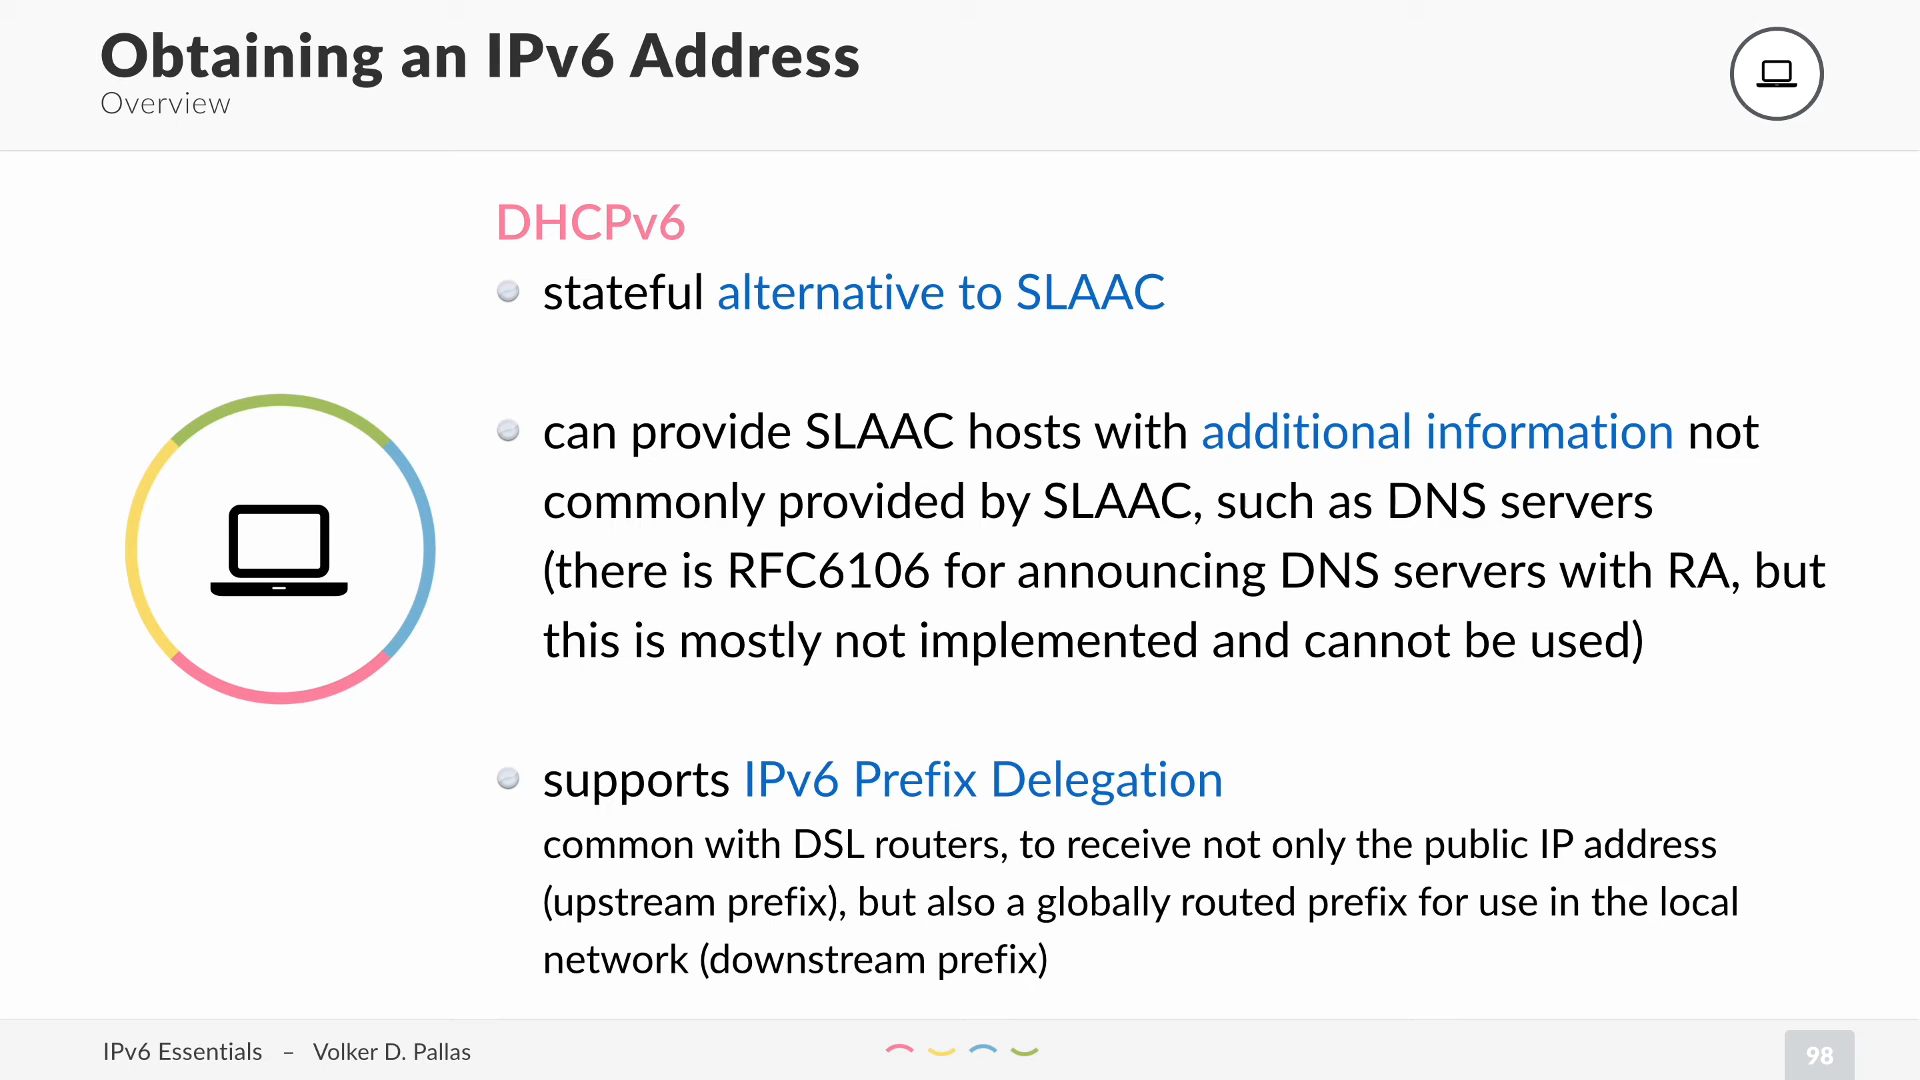 Obtaining an IPv6 Address
Overview
DHCPv6
stateful alternative to SLAAC
can provide SLAAC hosts with additional information not
commonly provided by SLAAC, such as DNS servers
(there is RFC6106 for announcing DNS servers with RA, but
this is mostly not implemented and cannot be used)
supports IPv6 Prefix Delegation
common with DSL routers, to receive not only the public IP address
(upstream prefix), but also a globally routed prefix for use in the local
network (downstream prefix)
IPv6 Essentials – Volker D. Pallas
98